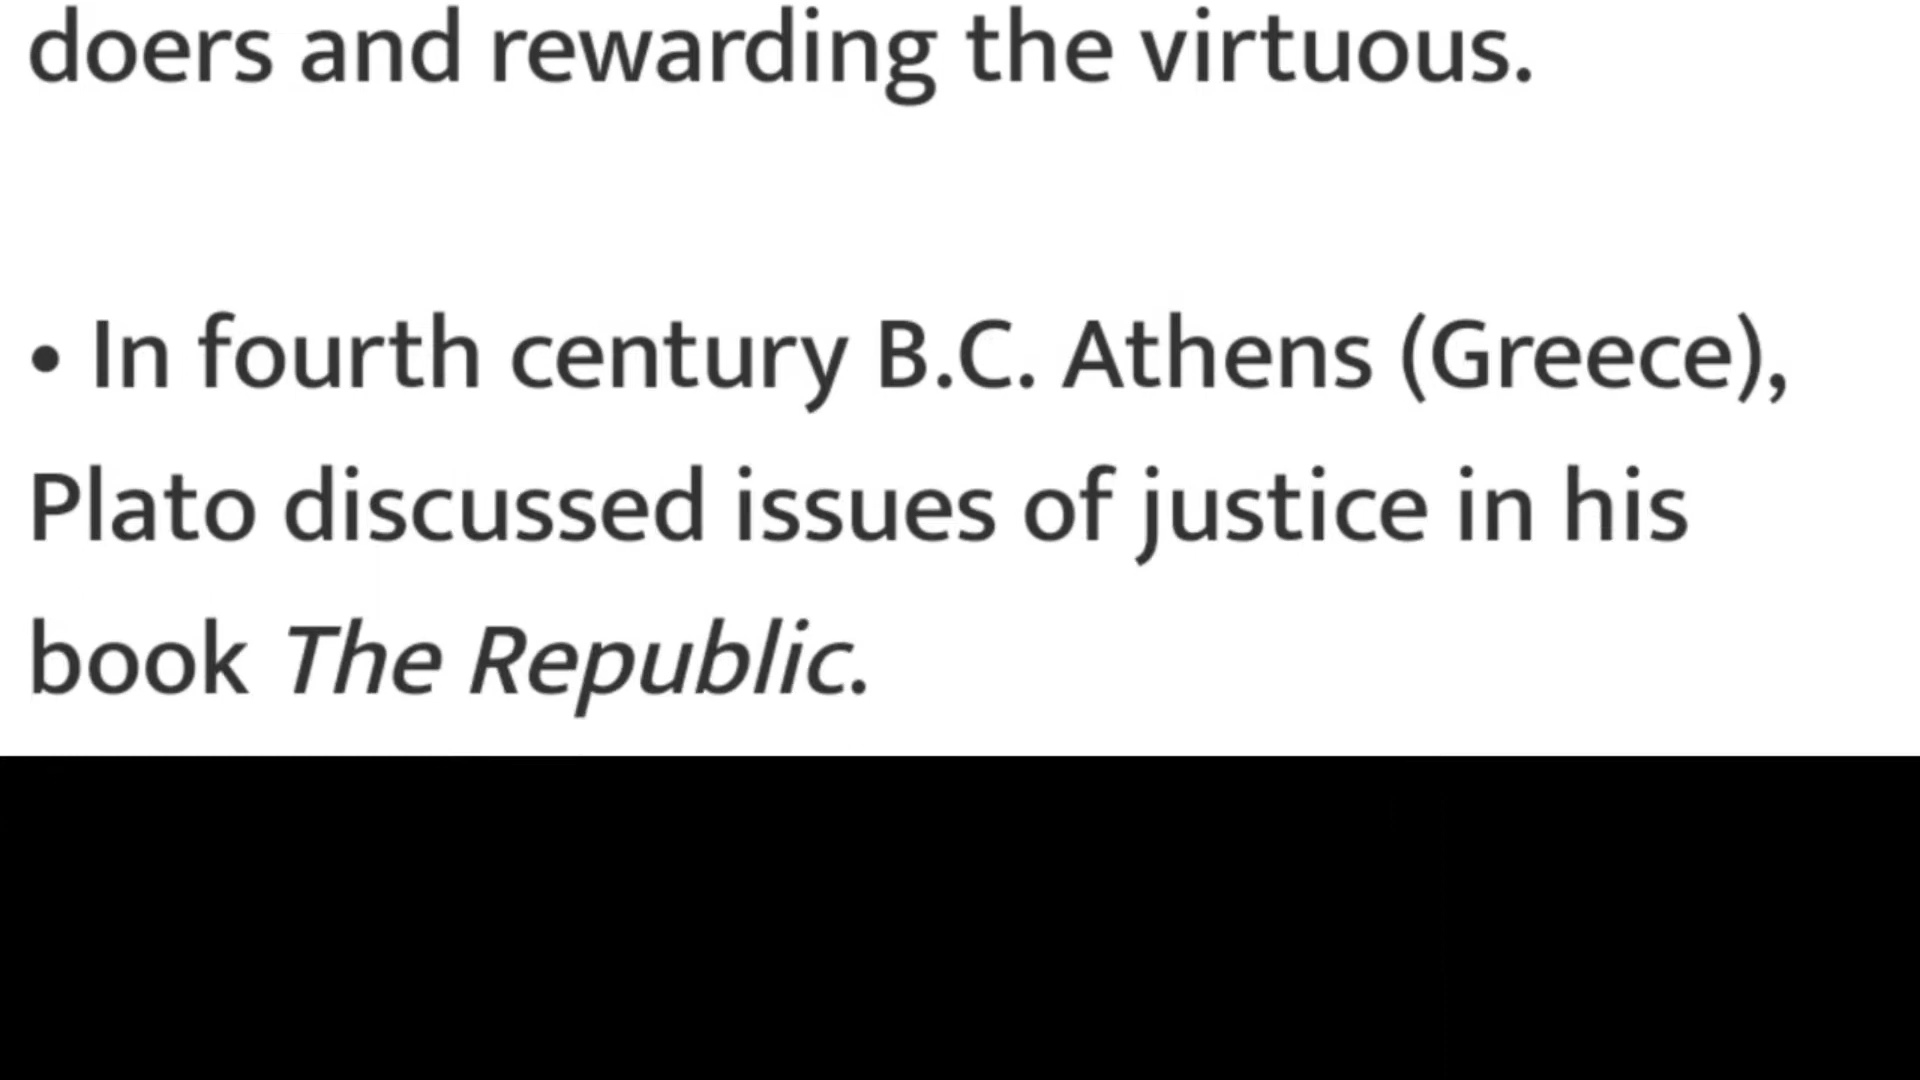 doers and rewarding the virtuous.
• In fourth century B.C. Athens (Greece),
Plato discussed issues of justice in his
book The Republic.